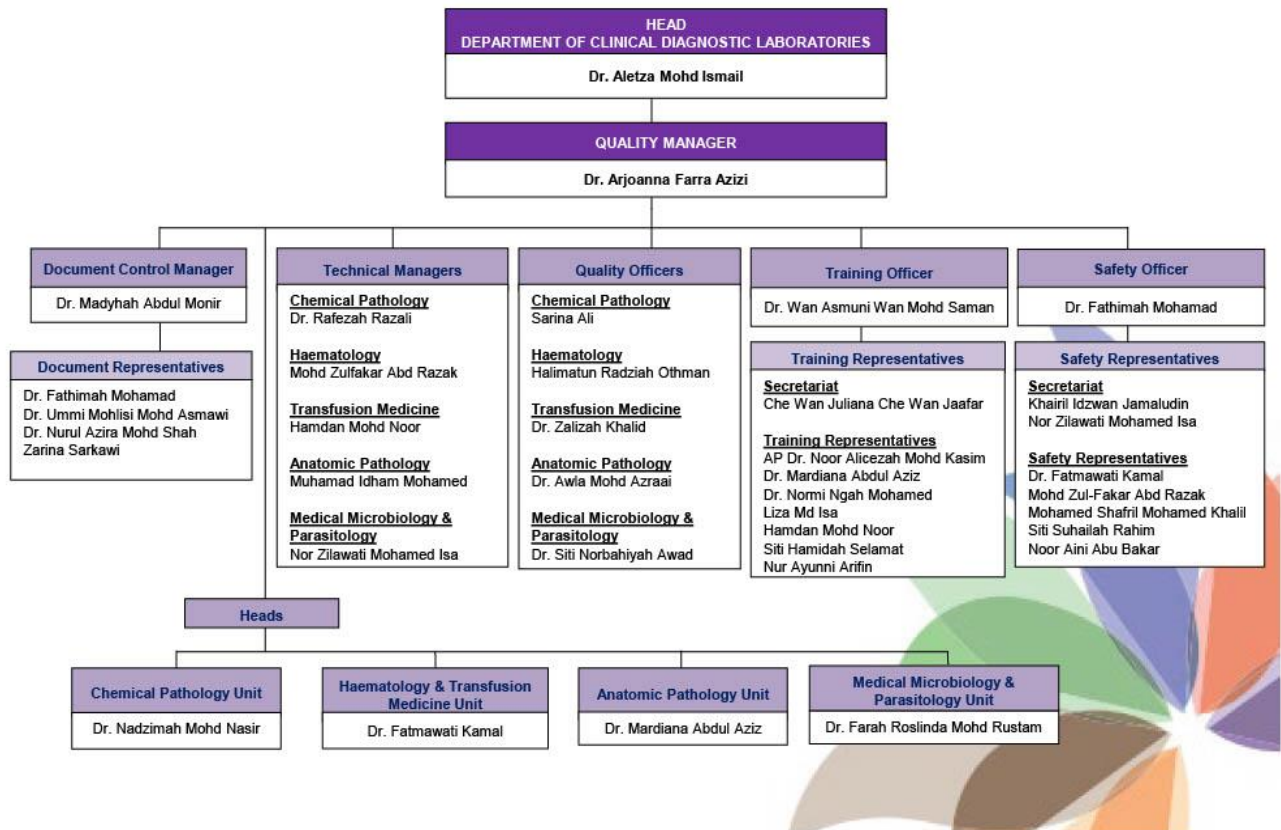 HEAD
DEPARTMENT OF CLINICAL DIAGNOSTIC LABORATORIES
Dr. Aletza Mohd Ismail
QUALITY MANAGER
Dr. Arjoanna Farra Azizi
Document Control Manager
Dr. Madyhah Abdul Monir
Document Representatives
Dr. Fathimah Mohamad
Dr. Ummi Mohlisi Mohd Asmawi
Dr. Nurul Azira Mohd Shah
Zarina Sarkawi
Technical Managers
Chemical Pathology
Dr. Rafezah Razali
Haematology
Mohd Zulfakar Abd Razak
Transfusion Medicine
Hamdan Mohd Noor
Anatomic Pathology
Muhamad Idham Mohamed
Medical Microbiology &
Parasitology
Nor Zilawati Mohamed Isa
Quality Officers
Chemical Pathology
Sarina Ali
Haematology
Halimatun Radziah Othman
Transfusion Medicine
Dr. Zalizah Khalid
Anatomic Pathology
Dr. Awla Mohd Azraai
Medical Microbiology &
Parasitology
Dr. Siti Norbahiyah Awad
Training Officer
Dr. Wan Asmuni Wan Mohd Saman
Training Representatives
Secretariat
Che Wan Juliana Che Wan Jaafar
Training Representatives
AP Dr. Noor Alicezah Mohd Kasim
Dr. Mardiana Abdul Aziz
Dr. Normi Ngah Mohamed
Liza Md Isa
Hamdan Mohd Noor
Siti Hamidah Selamat
Nur Ayunni Arifin
Safety Officer
Dr. Fathimah Mohamad
Safety Representatives
Secretariat
Khairil Idzwan Jamaludin
Nor Zilawati Mohamed Isa
Safety Representatives
Dr. Fatmawati Kamal
Mohd Zul-Fakar Abd Razak
Mohamed Shafril Mohamed Khalil
Siti Suhailah Rahim
Noor Aini Abu Bakar
Heads
Chemical Pathology Unit
Dr. Nadzimah Mohd Nasir
Haematology & Transfusion
Medicine Unit
Dr. Fatmawati Kamal
Anatomic Pathology Unit
Dr. Mardiana Abdul Aziz
Medical Microbiology &
Parasitology Unit
Dr. Farah Roslinda Mohd Rustam